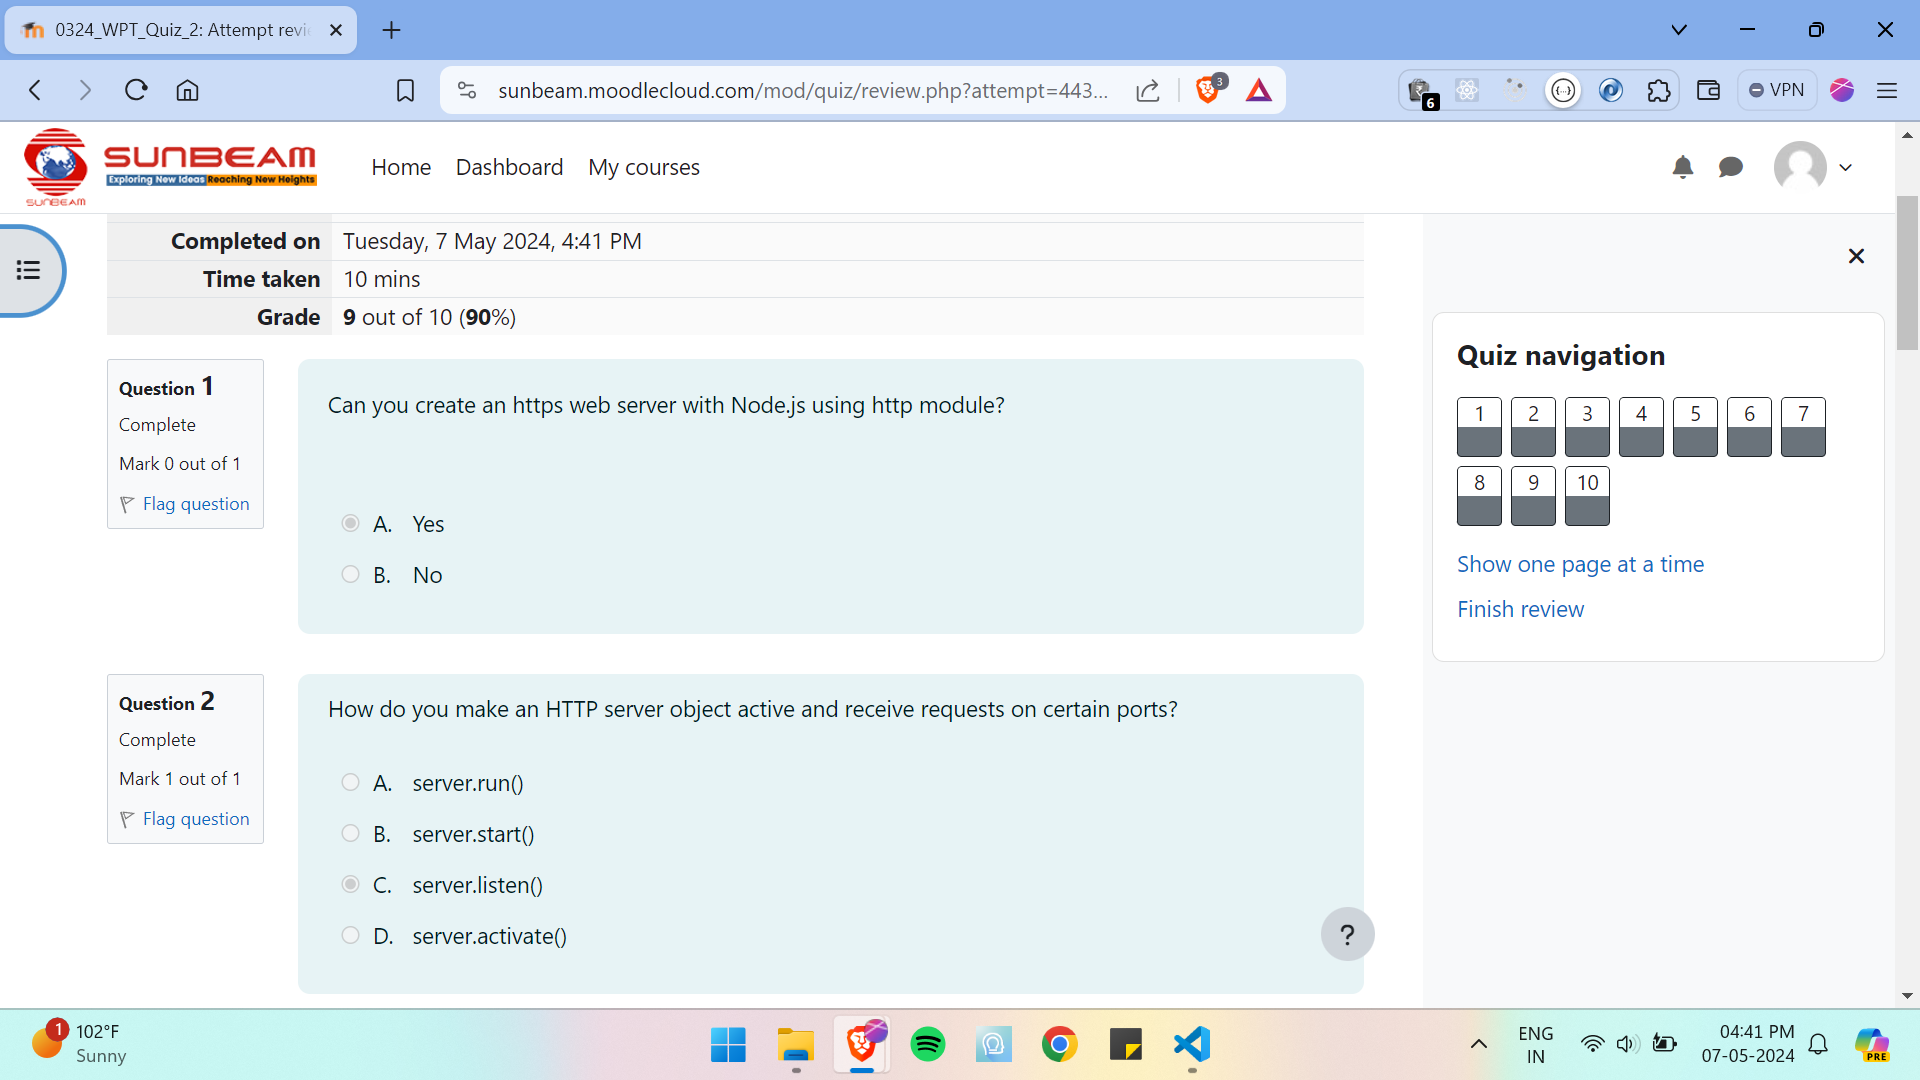 0324_WPT_Quiz_2: Attempt revi
sunbeam.moodlecloud.com/mod/quiz/review.php?attempt=443...
3
6
VPN
SUNBEAM
Exploring New Ideas Reaching New Heights
SUNBEAM
Home
Dashboard
My courses
Completed on Tuesday, 7 May 2024, 4:41 PM
Time taken 10 mins
Grade 9 out of 10 (90%)
Question 1
Complete
Mark 0 out of 1
Flag question
Can you create an https web server with Node.js using http module?
A. Yes
B. No
Question 2
Complete
Mark 1 out of 1
Flag question
How do you make an HTTP server object active and receive requests on certain ports?
A. server.run()
B. server.start()
C. server.listen()
D. server.activate()
?
Quiz navigation
1 2 3 4 5 6 7
8 9 10
Show one page at a time
Finish review
1
102°F
Sunny
ENG
IN
04:41 PM
07-05-2024
PRE